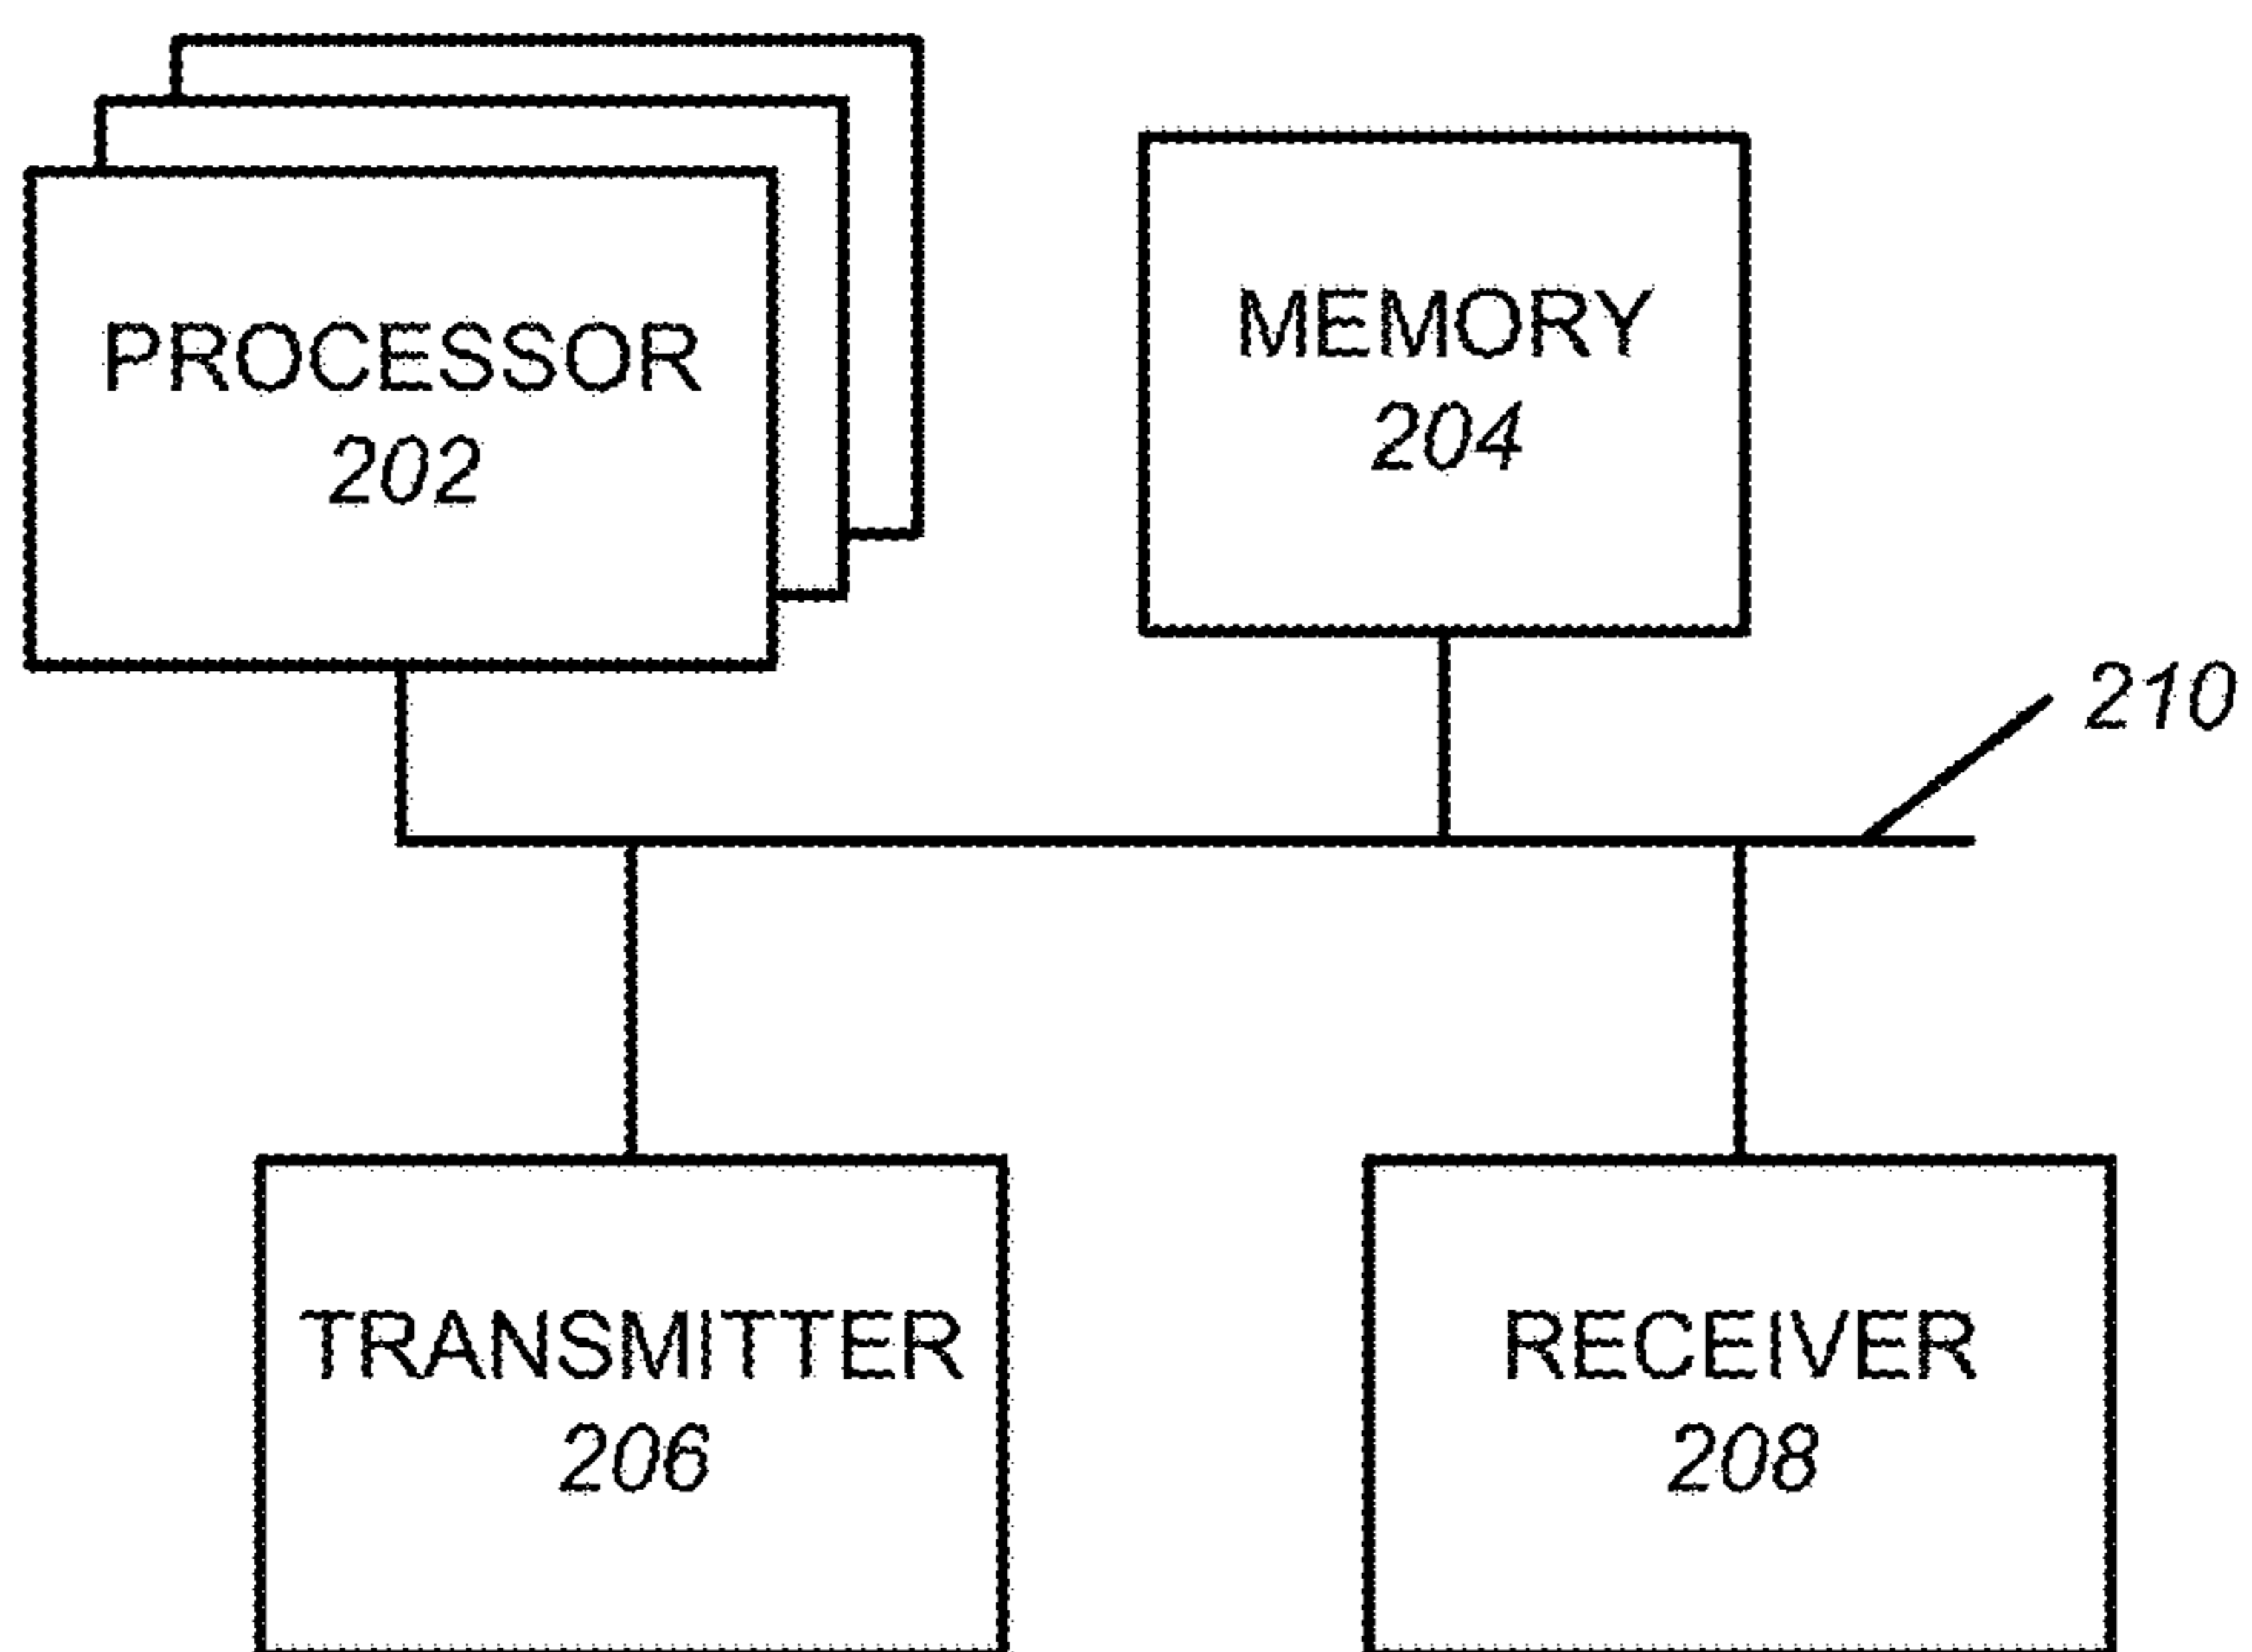 PROCESSOR
202
MEMORY
204
210
TRANSMITTER
206
RECEIVER
208